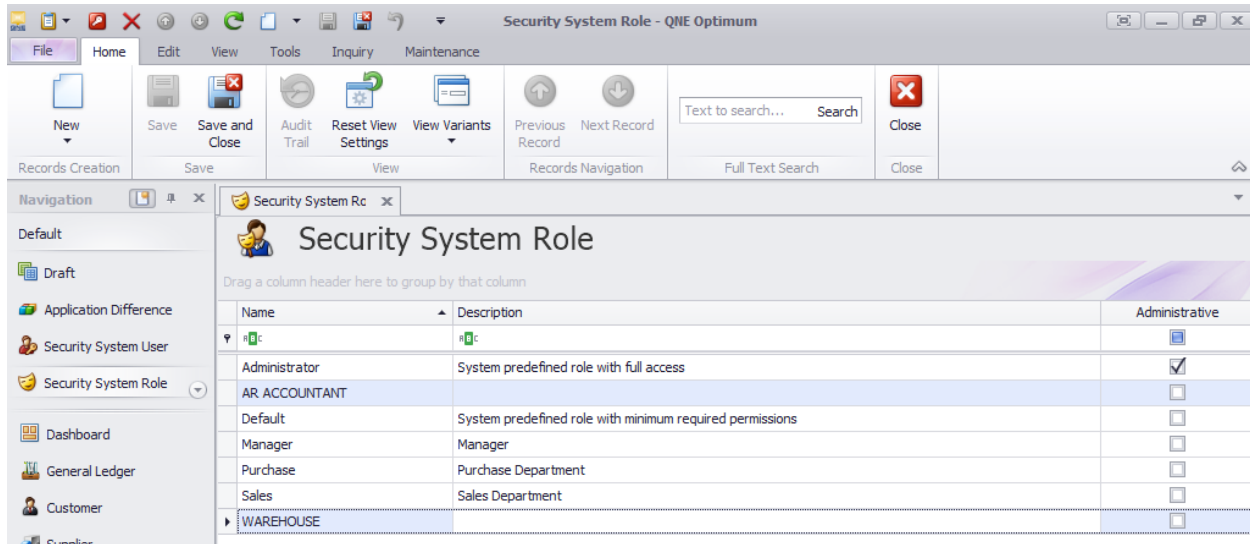 Security System Role - QNE Optimum
File Home Edit View Tools Inquiry Maintenance
New Save Save and Close Audit Trail Reset View Settings View Variants Previous Record Next Record Text to search... Search Close
Records Creation Save View Records Navigation Full Text Search Close
Navigation
Security System Rc
Default
Security System Role
Draft
Drag a column header here to group by that column
Application Difference
Name Description Administrative
Security System User
Administrator System predefined role with full access
Security System Role
AR ACCOUNTANT
Default System predefined role with minimum required permissions
Dashboard
Manager Manager
General Ledger
Purchase Purchase Department
Sales Sales Department
Customer
WAREHOUSE
Supplier